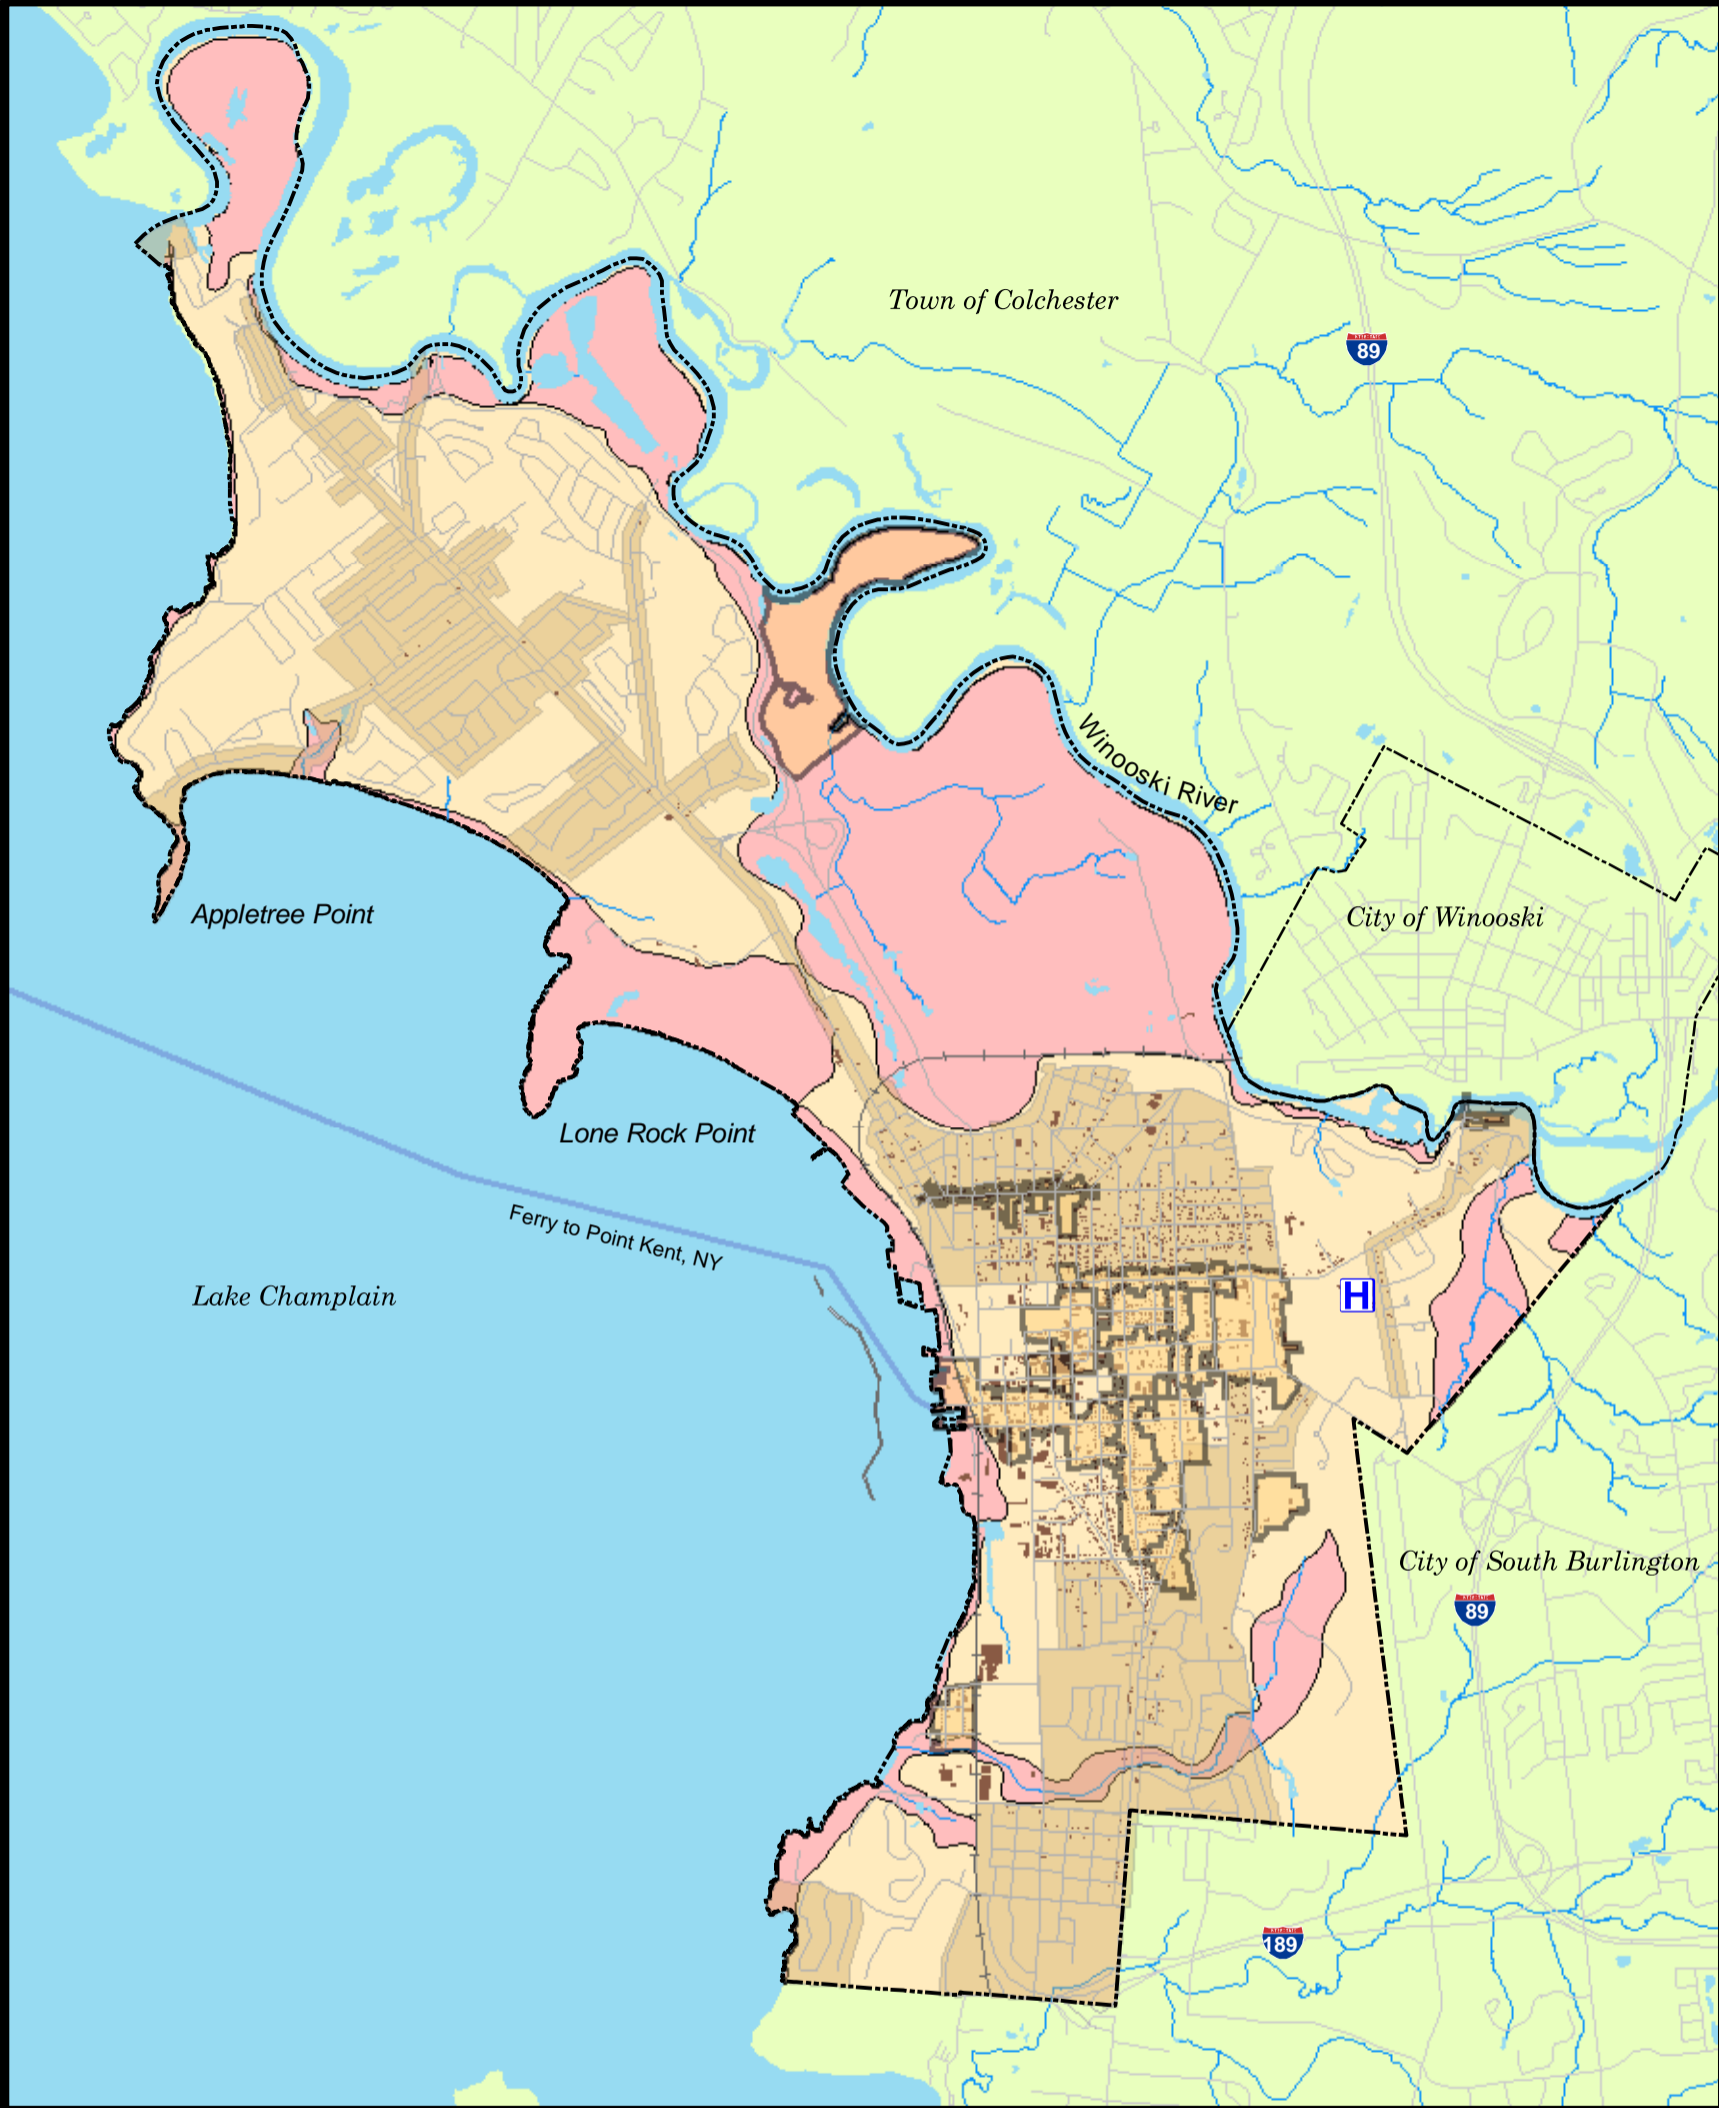 Town of Colchester
89
Winooski River
Appletree Point
City of Winooski
Lone Rock Point
Ferry to Point Kent, NY
Lake Champlain
H
City of South Burlington
89
189